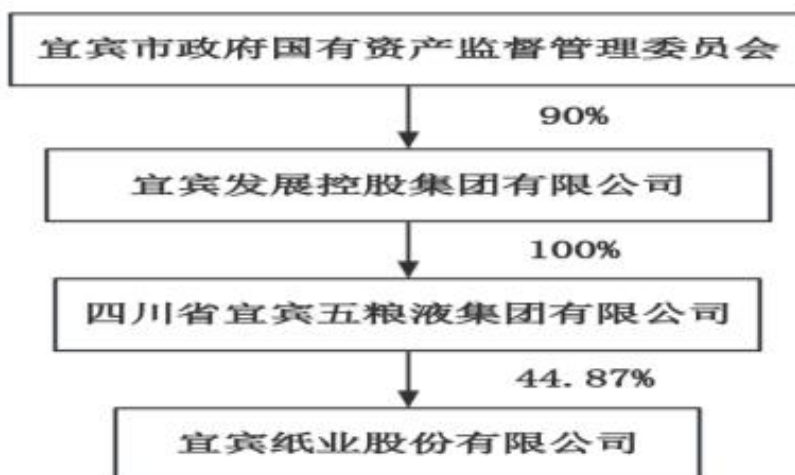 宜宾市政府国有资产监督管理委员会
90%
宜宾发展控股集团有限公司
100%
四川省宜宾五粮液集团有限公司
44.87%
宜宾纸业股份有限公司